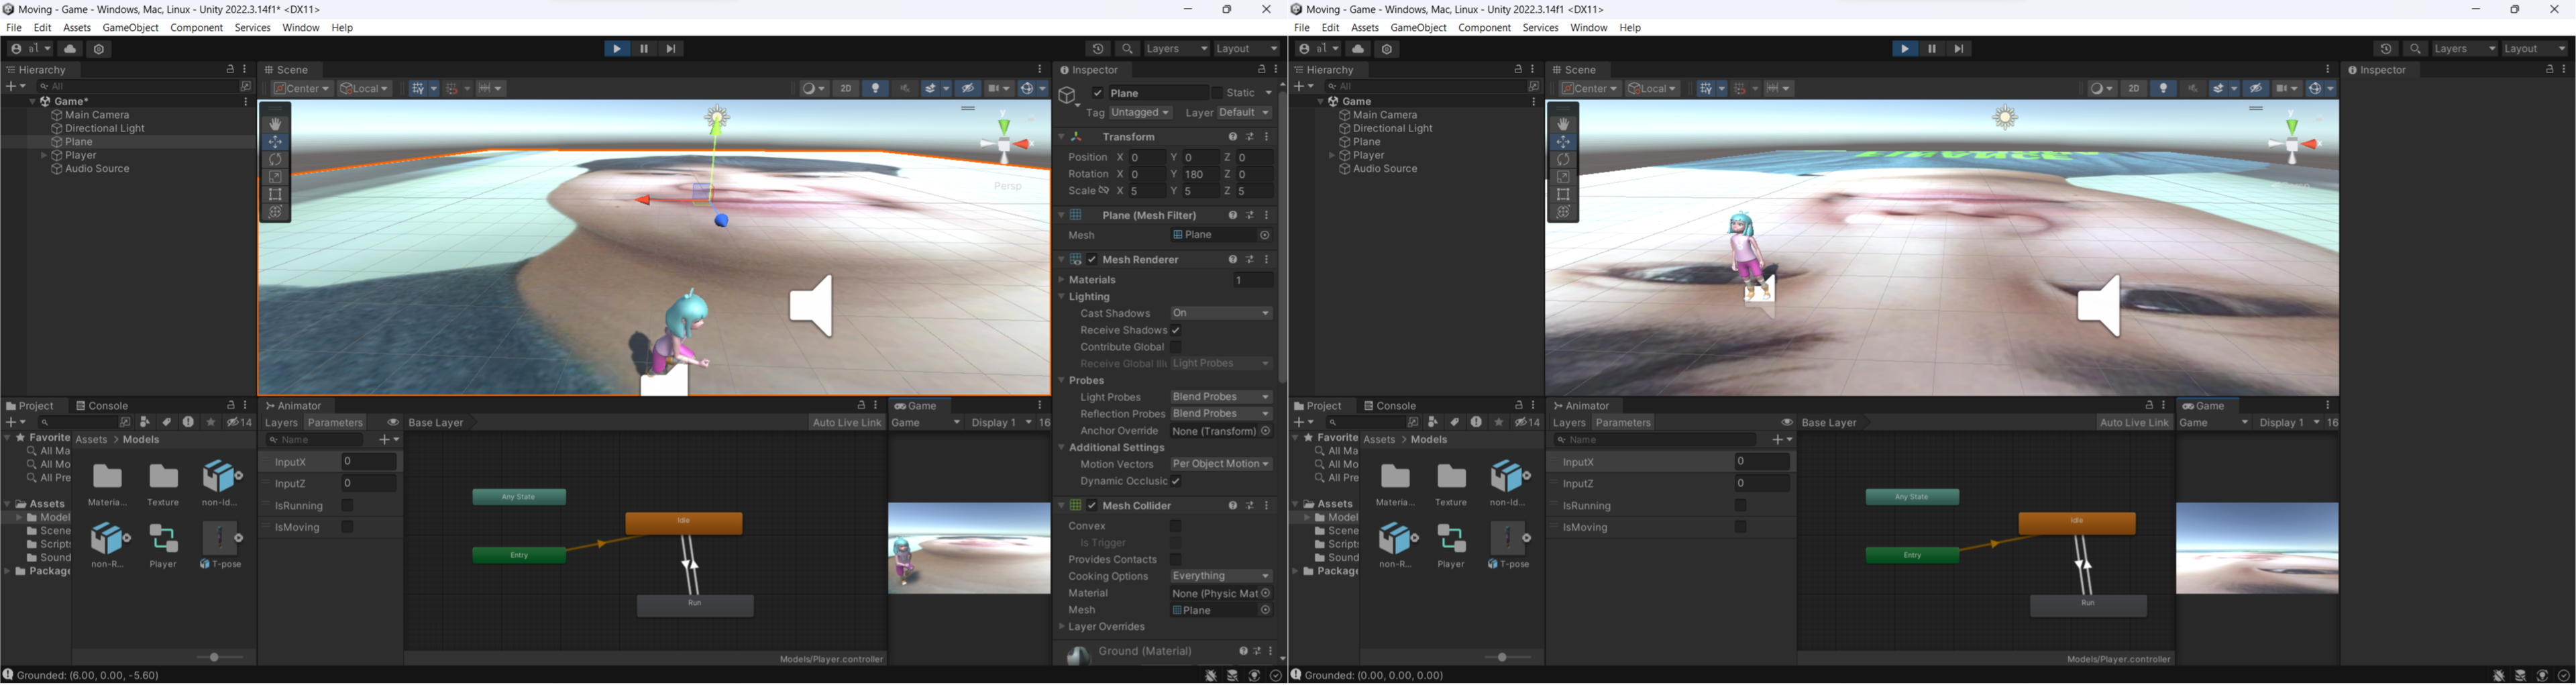 Moving - Game - Windows, Mac, Linux - Unity 2022.3.14f1* <DX11>
File Edit Assets GameObject Component Services Window Help
Layers Layout
Hierarchy
All
Game*
Main Camera
Directional Light
Plane
Player
Audio Source
Scene
Center Local 2D
Persp
Inspector
Plane Static
Tag Untagged Layer Default
Transform
Position X 0 Y 0 Z 0
Rotation X 0 Y 180 Z 0
Scale X 5 Y 5 Z 5
Plane (Mesh Filter)
Mesh Plane
Mesh Renderer
Materials 1
Lighting
Cast Shadows On
Receive Shadows
Contribute Global
Receive Global Illu Light Probes
Probes
Light Probes Blend Probes
Reflection Probes Blend Probes
Anchor Override None (Transform)
Additional Settings
Motion Vectors Per Object Motion
Dynamic Occlusic
Mesh Collider
Convex
Is Trigger
Provides Contacts
Cooking Options Everything
Material None (Physic Mat
Mesh Plane
Layer Overrides
Ground (Material)
Project Console
14
Favorite
All Ma
All Mo
All Pre
Assets
Model
Scene
Scripts
Sound
Package
Assets > Models
Materia... Texture non-Id...
non-R... Player T-pose
Animator
Layers Parameters Base Layer Auto Live Link
Name
InputX 0
InputZ 0
IsRunning
IsMoving
Any State
Idle
Entry
Run
Models/Player.controller
Game
Game Display 1 16
Grounded: (6.00, 0.00, -5.60)
Moving - Game - Windows, Mac, Linux - Unity 2022.3.14f1 <DX11>
File Edit Assets GameObject Component Services Window Help
Layers Layout
Hierarchy
All
Game
Main Camera
Directional Light
Plane
Player
Audio Source
Scene
Center Local 2D
Inspector
Project Console
14
Favorite
All Ma
All Mo
All Pre
Assets
Model
Scene
Scripts
Sound
Package
Assets > Models
Materia... Texture non-Id...
non-R... Player T-pose
Animator
Layers Parameters Base Layer Auto Live Link
Name
InputX 0
InputZ 0
IsRunning
IsMoving
Any State
Idle
Entry
Run
Models/Player.controller
Game
Game Display 1 16
Grounded: (0.00, 0.00, 0.00)